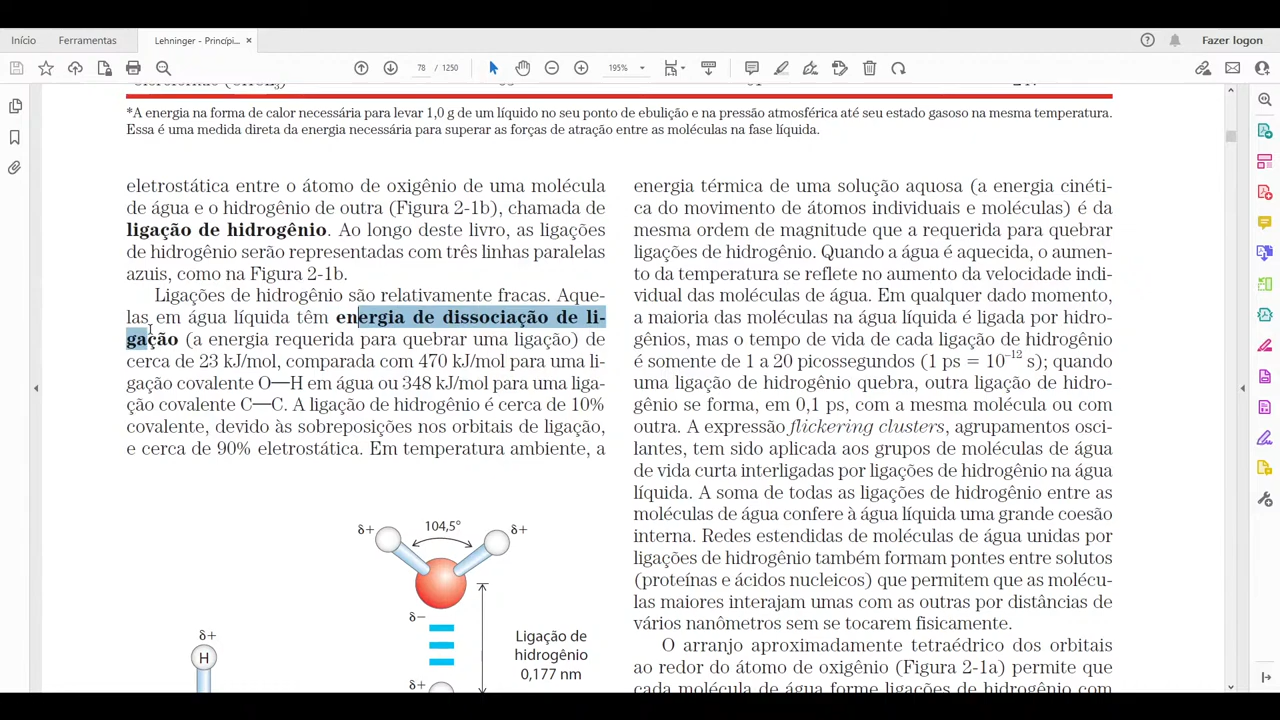 Início Ferramentas Lehninger - Princípi... × Fazer logon
78 / 1250 195%
*A energia na forma de calor necessária para levar 1,0 g de um líquido no seu ponto de ebulição e na pressão atmosférica até seu estado gasoso na mesma temperatura.
Essa é uma medida direta da energia necessária para superar as forças de atração entre as moléculas na fase líquida.
eletrostática entre o átomo de oxigênio de uma molécula
de água e o hidrogênio de outra (Figura 2-1b), chamada de
ligação de hidrogênio. Ao longo deste livro, as ligações
de hidrogênio serão representadas com três linhas paralelas
azuis, como na Figura 2-1b.
Ligações de hidrogênio são relativamente fracas. Aque-
las em água líquida têm energia de dissociação de li-
gação (a energia requerida para quebrar uma ligação) de
cerca de 23 kJ/mol, comparada com 470 kJ/mol para uma li-
gação covalente O—H em água ou 348 kJ/mol para uma liga-
ção covalente C—C. A ligação de hidrogênio é cerca de 10%
covalente, devido às sobreposições nos orbitais de ligação,
e cerca de 90% eletrostática. Em temperatura ambiente, a
δ+ 104,5° δ+
δ−
δ+
H
Ligação de
hidrogênio
0,177 nm
δ+
energia térmica de uma solução aquosa (a energia cinéti-
ca do movimento de átomos individuais e moléculas) é da
mesma ordem de magnitude que a requerida para quebrar
ligações de hidrogênio. Quando a água é aquecida, o aumen-
to da temperatura se reflete no aumento da velocidade indi-
vidual das moléculas de água. Em qualquer dado momento,
a maioria das moléculas na água líquida é ligada por hidro-
gênios, mas o tempo de vida de cada ligação de hidrogênio
é somente de 1 a 20 picossegundos (1 ps = 10⁻¹² s); quando
uma ligação de hidrogênio quebra, outra ligação de hidro-
gênio se forma, em 0,1 ps, com a mesma molécula ou com
outra. A expressão flickering clusters, agrupamentos osci-
lantes, tem sido aplicada aos grupos de moléculas de água
de vida curta interligadas por ligações de hidrogênio na água
líquida. A soma de todas as ligações de hidrogênio entre as
moléculas de água confere à água líquida uma grande coesão
interna. Redes estendidas de moléculas de água unidas por
ligações de hidrogênio também formam pontes entre solutos
(proteínas e ácidos nucleicos) que permitem que as molécu-
las maiores interajam umas com as outras por distâncias de
vários nanômetros sem se tocarem fisicamente.
O arranjo aproximadamente tetraédrico dos orbitais
ao redor do átomo de oxigênio (Figura 2-1a) permite que
cada molécula de água forme ligações de hidrogênio com